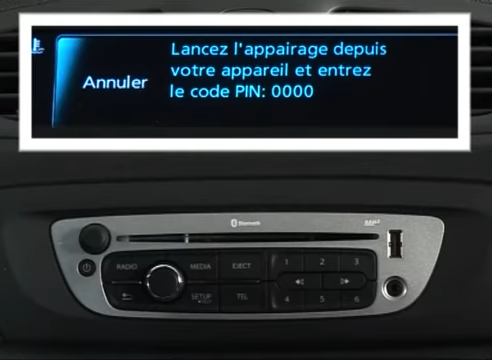 Annuler
Lancez l'appairage depuis
votre appareil et entrez
le code PIN: 0000
Bluetooth
RADIO
MEDIA
EJECT
1
2
3
SETUP
TEL
4
5
6